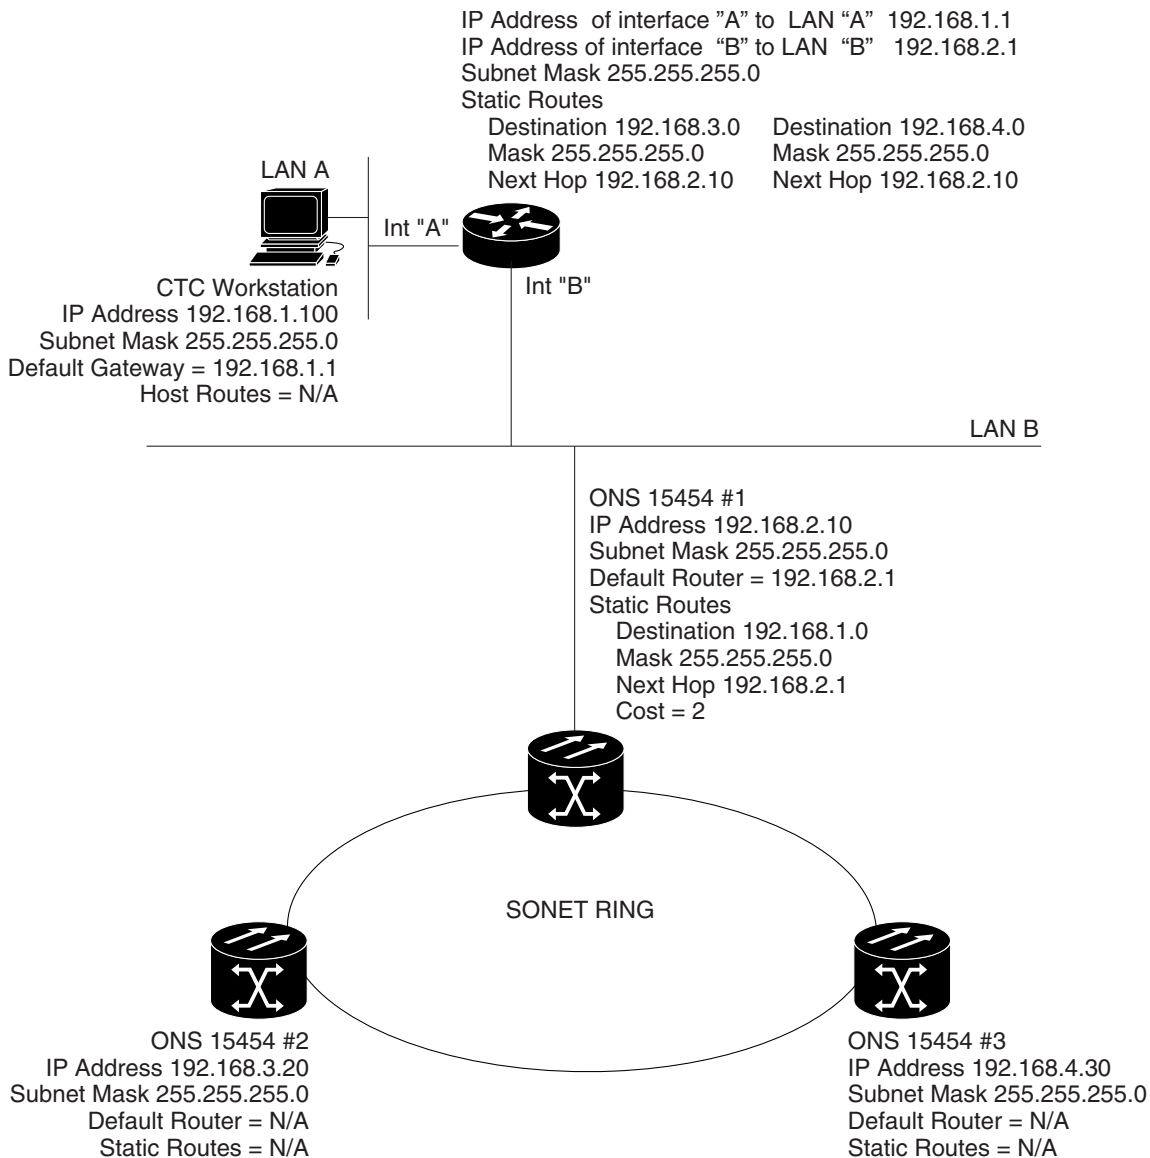 IP Address  of interface ”A” to  LAN “A”  192.168.1.1
IP Address of interface  “B” to LAN  “B”   192.168.2.1
Subnet Mask 255.255.255.0
Static Routes
Destination 192.168.3.0
Mask 255.255.255.0
Next Hop 192.168.2.10
Destination 192.168.4.0
Mask 255.255.255.0
Next Hop 192.168.2.10
LAN A
Int "A"
Int "B"
CTC Workstation
IP Address 192.168.1.100
Subnet Mask 255.255.255.0
Default Gateway = 192.168.1.1
Host Routes = N/A
LAN B
ONS 15454 #1
IP Address 192.168.2.10
Subnet Mask 255.255.255.0
Default Router = 192.168.2.1
Static Routes
Destination 192.168.1.0
Mask 255.255.255.0
Next Hop 192.168.2.1
Cost = 2
SONET RING
ONS 15454 #2
IP Address 192.168.3.20
Subnet Mask 255.255.255.0
Default Router = N/A
Static Routes = N/A
ONS 15454 #3
IP Address 192.168.4.30
Subnet Mask 255.255.255.0
Default Router = N/A
Static Routes = N/A